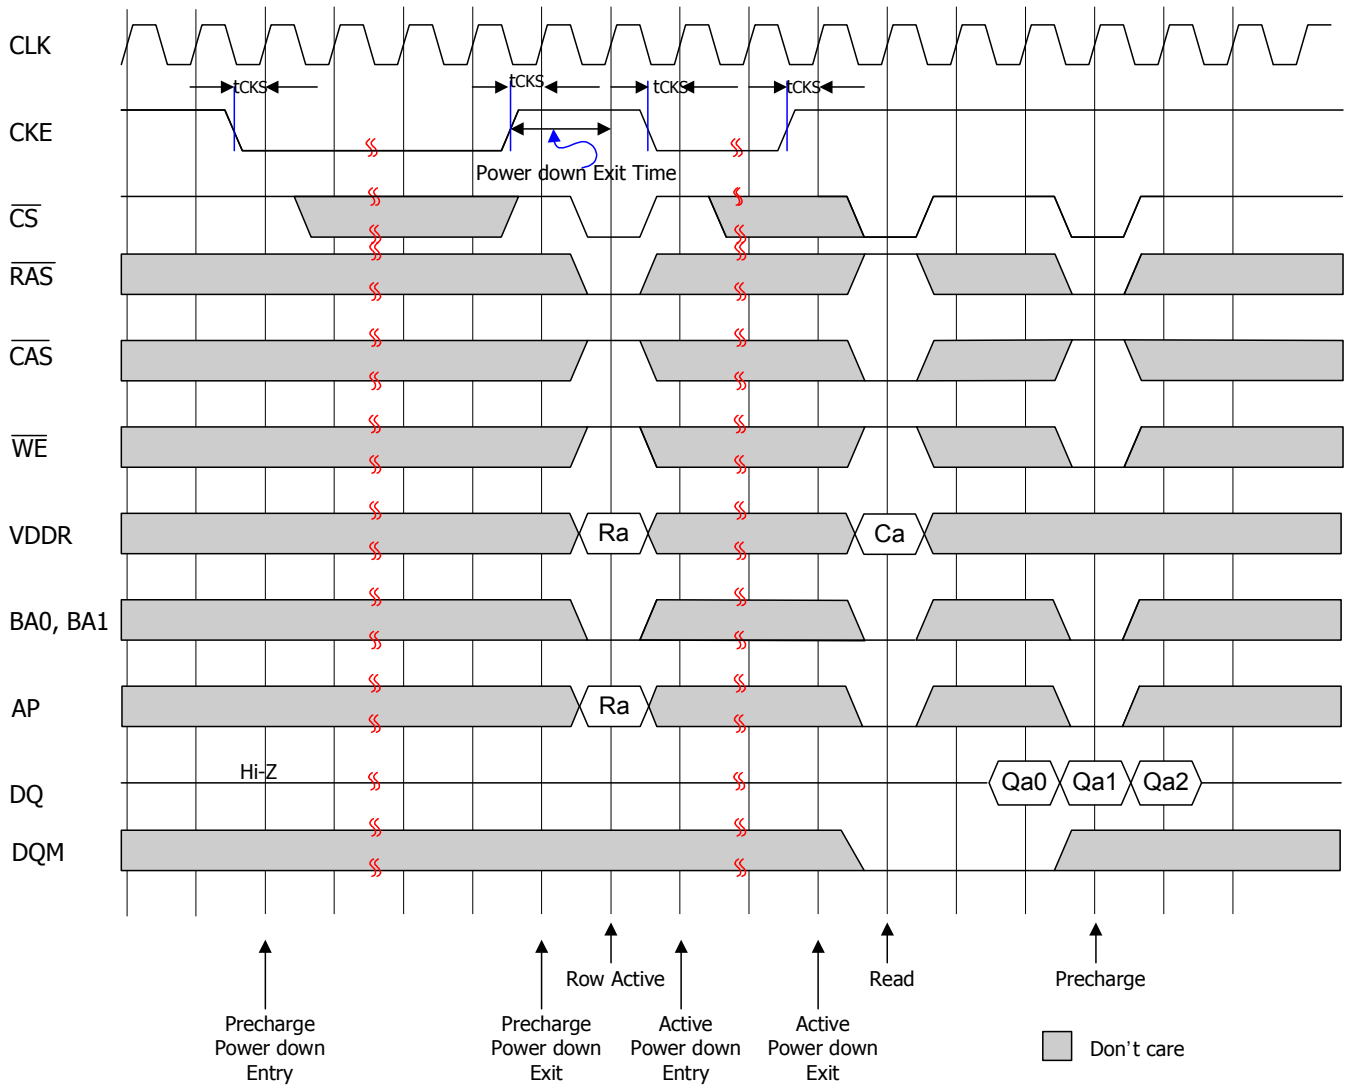 CLK
tCKS
tCKS
tCKS
tCKS
CKE
Power down Exit Time
CS
RAS
CAS
WE
VDDR
Ra
Ca
BA0, BA1
AP
Ra
Hi-Z
DQ
Qa0
Qa1
Qa2
DQM
Row Active
Read
Precharge
Precharge
Power down
Entry
Precharge
Power down
Exit
Active
Power down
Entry
Active
Power down
Exit
Don't care